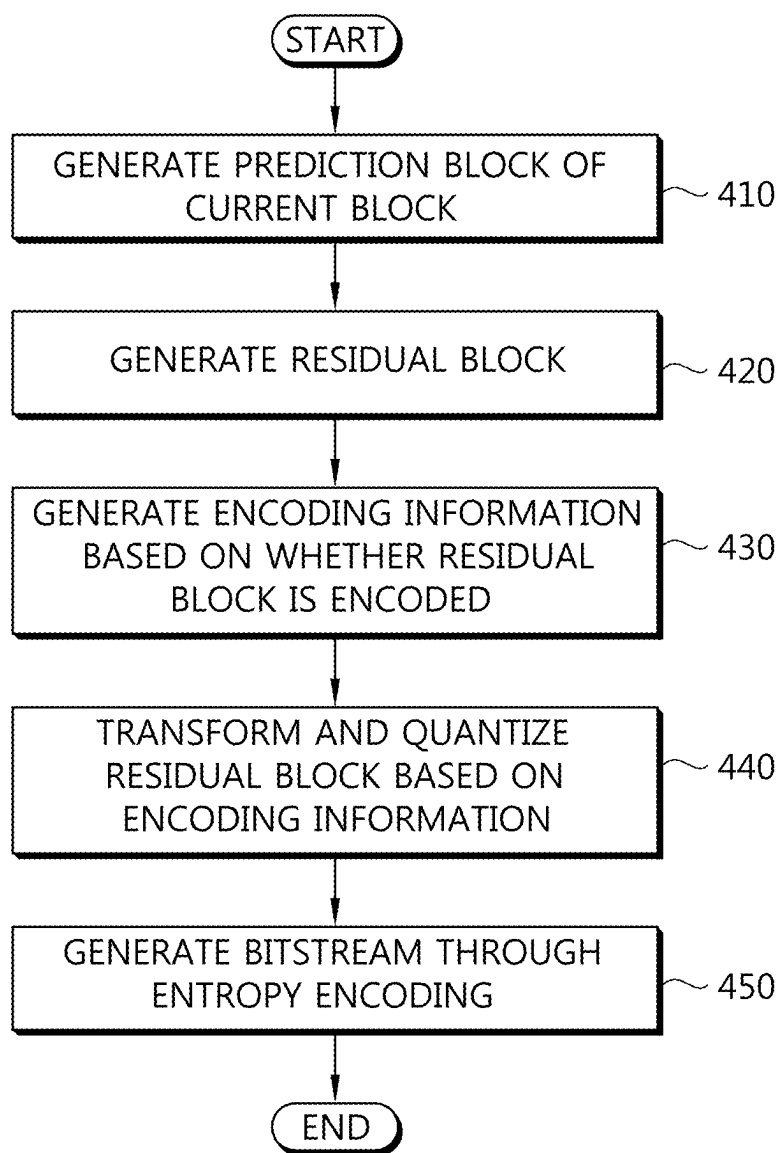 START
GENERATE PREDICTION BLOCK OF
CURRENT BLOCK
410
GENERATE RESIDUAL BLOCK
420
GENERATE ENCODING INFORMATION
BASED ON WHETHER RESIDUAL
BLOCK IS ENCODED
430
TRANSFORM AND QUANTIZE
RESIDUAL BLOCK BASED ON
ENCODING INFORMATION
440
GENERATE BITSTREAM THROUGH
ENTROPY ENCODING
450
END